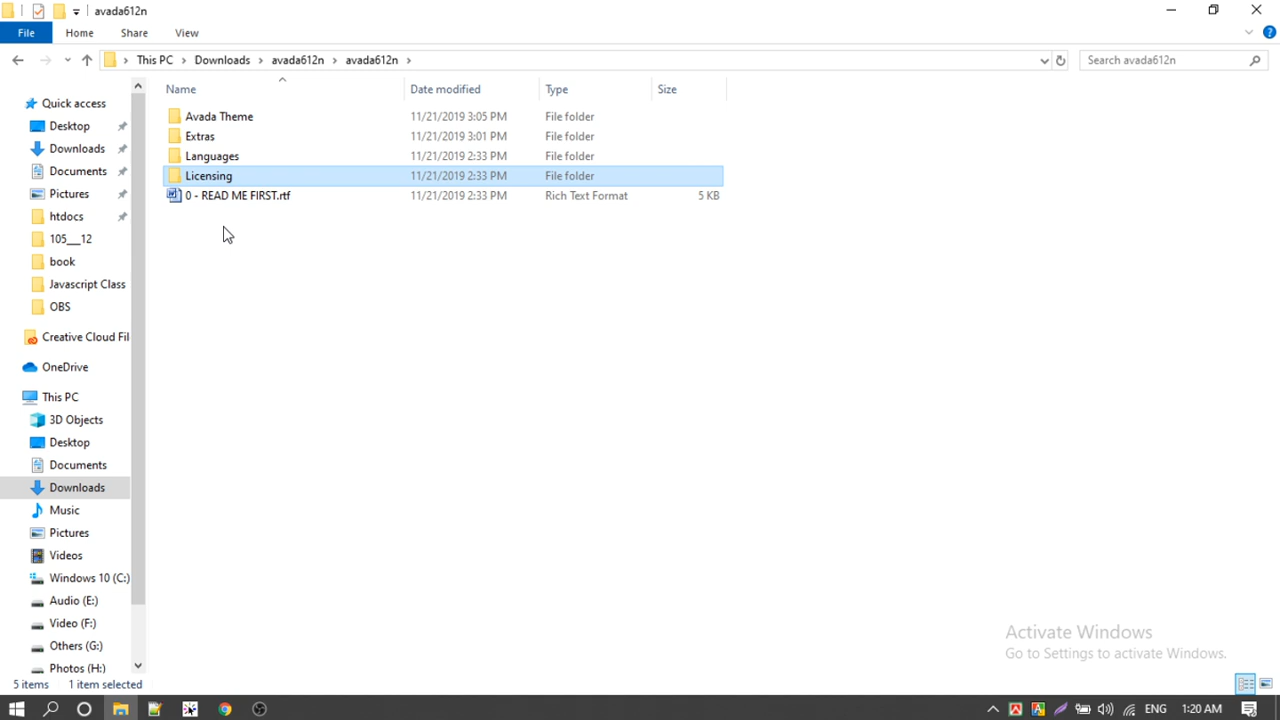 avada612n
File Home Share View
This PC Downloads avada612n avada612n Search avada612n
Name Date modified Type Size
Quick access
Desktop
Downloads
Documents
Pictures
htdocs
105__12
book
Javascript Class
OBS
Creative Cloud Fil
OneDrive
This PC
3D Objects
Desktop
Documents
Downloads
Music
Pictures
Videos
Windows 10 (C:)
Audio (E:)
Video (F:)
Others (G:)
Photos (H:)
Avada Theme 11/21/2019 3:05 PM File folder
Extras 11/21/2019 3:01 PM File folder
Languages 11/21/2019 2:33 PM File folder
Licensing 11/21/2019 2:33 PM File folder
0 - READ ME FIRST.rtf 11/21/2019 2:33 PM Rich Text Format 5 KB
Activate Windows
Go to Settings to activate Windows.
5 items 1 item selected
ENG 1:20 AM